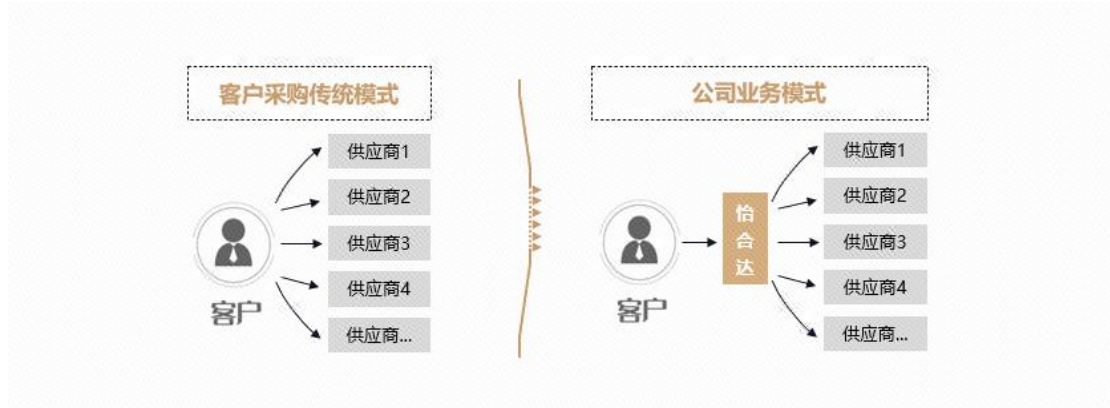 客户采购传统模式
供应商1
供应商2
供应商3
供应商4
供应商...
客户
公司业务模式
供应商1
供应商2
供应商3
供应商4
供应商...
怡
合
达
客户